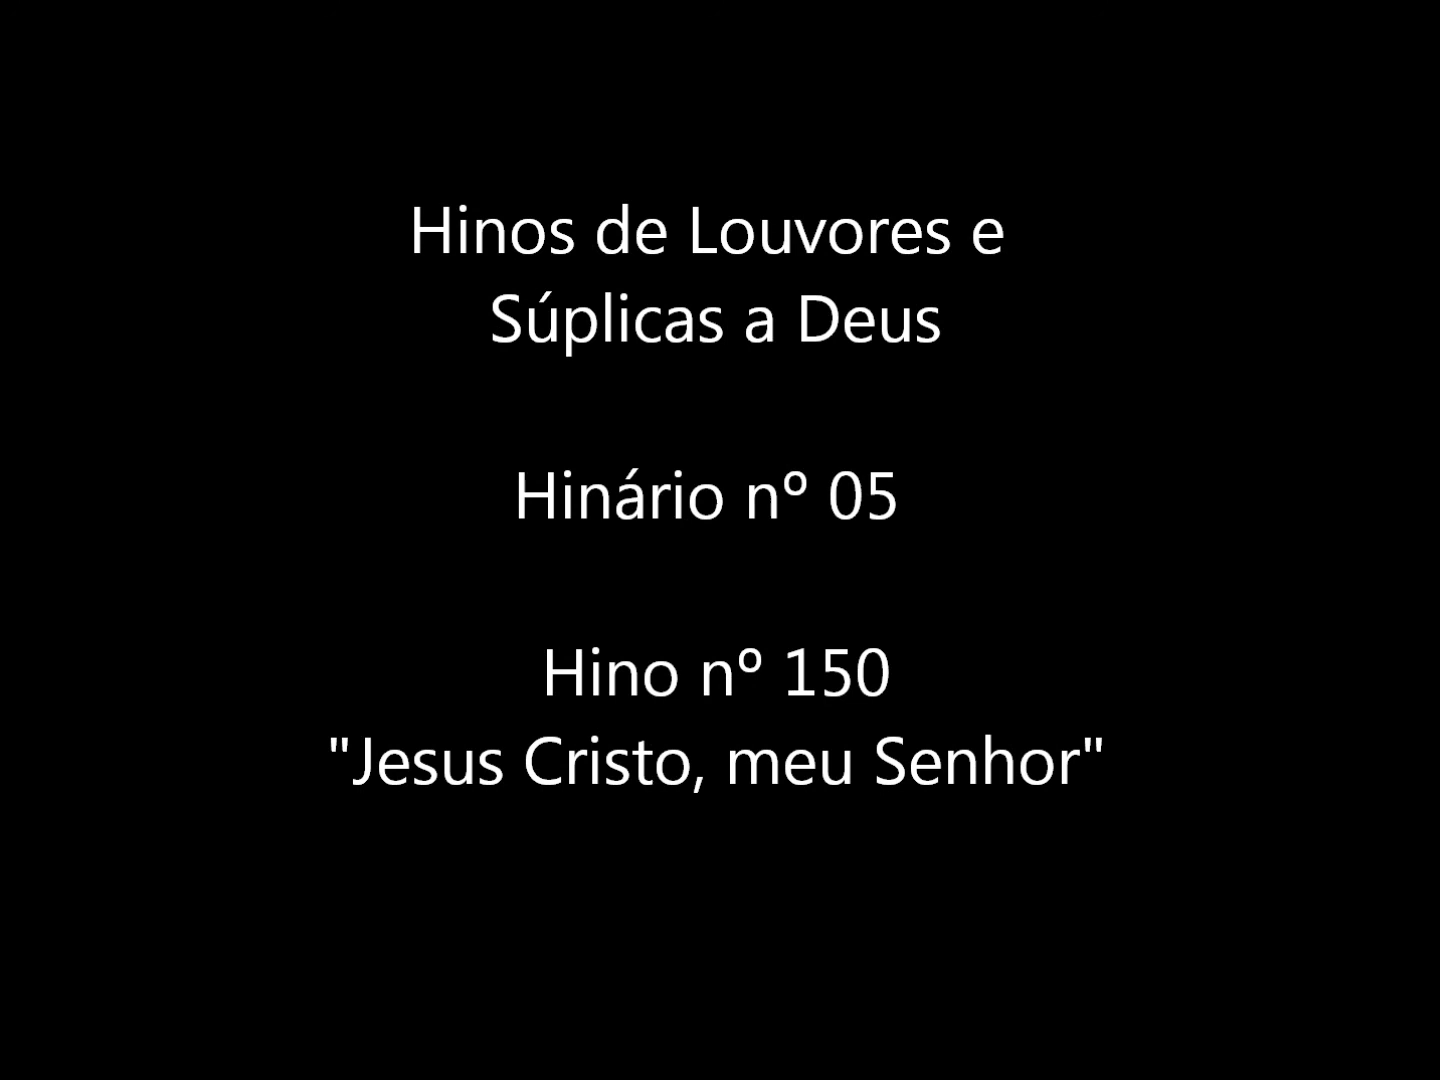 Hinos de Louvores e
Súplicas a Deus
Hinário nº 05
Hino nº 150
"Jesus Cristo, meu Senhor"